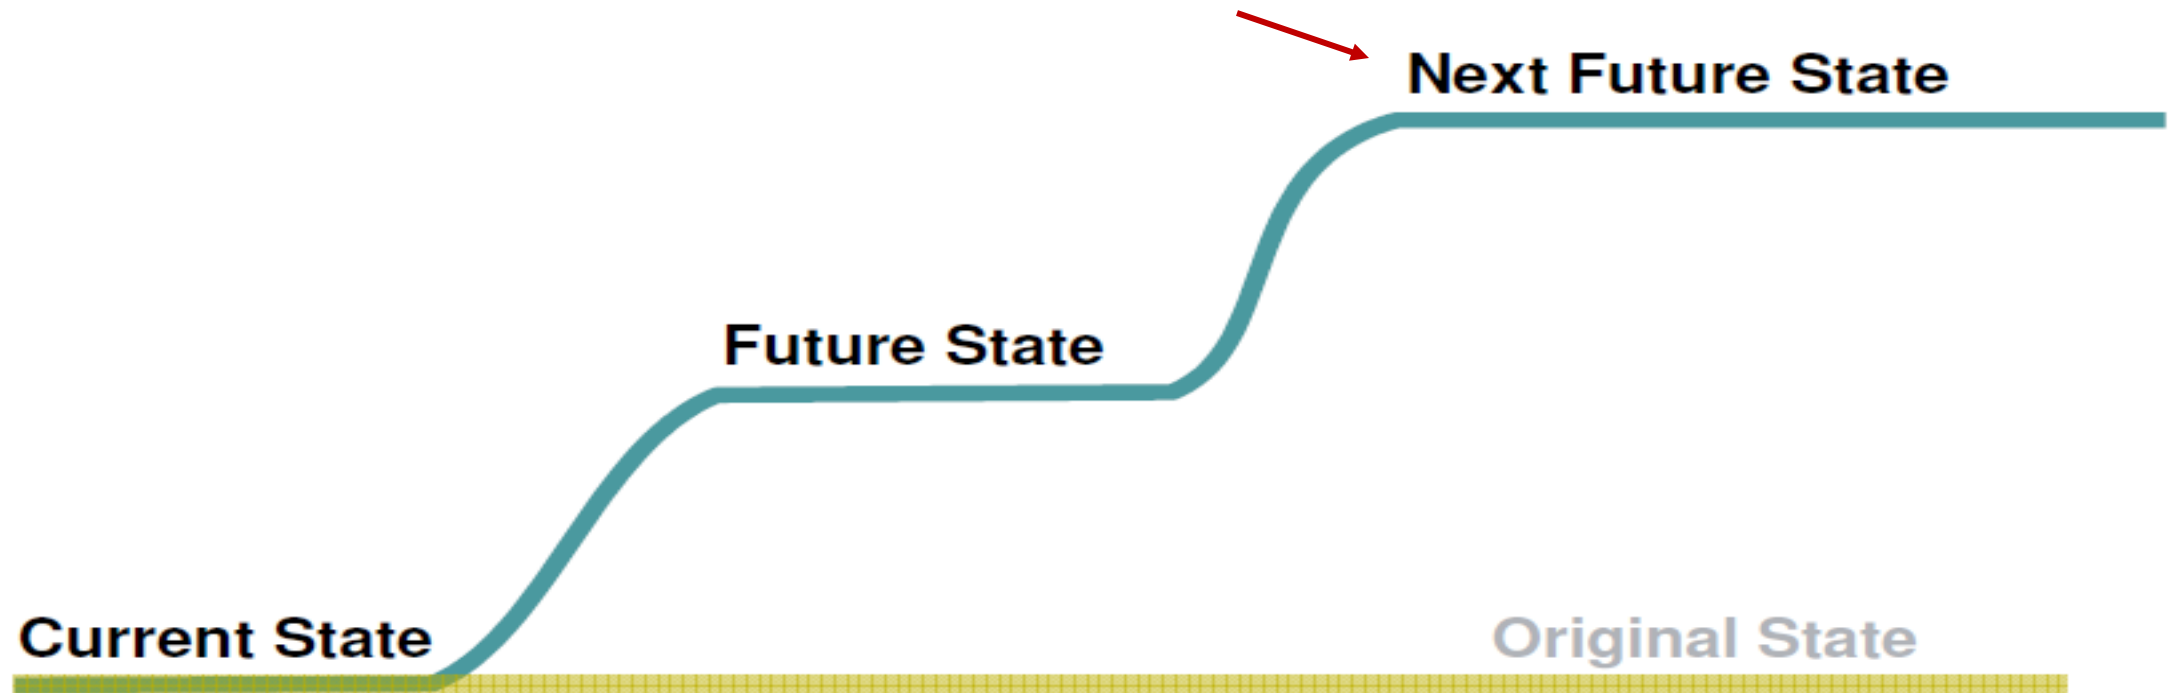 Next Future State
Future State
Current State
Original State